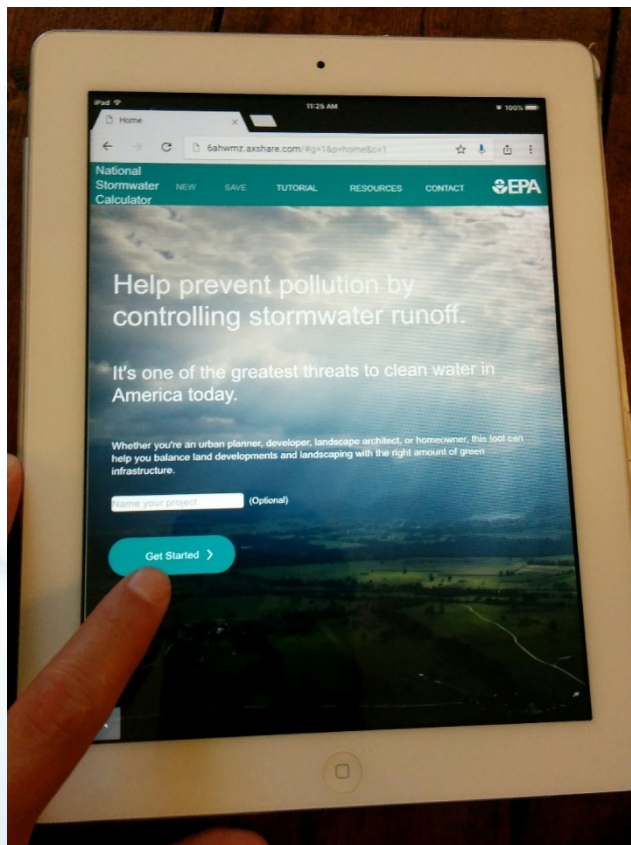 iPad
11:25 AM
100%
Home
6ahwmz.axshare.com/#g=1&p=home&c=1
National
Stormwater
Calculator
NEW
SAVE
TUTORIAL
RESOURCES
CONTACT
EPA
Help prevent pollution by
controlling stormwater runoff.
It's one of the greatest threats to clean water in
America today.
Whether you're an urban planner, developer, landscape architect, or homeowner, this tool can
help you balance land developments and landscaping with the right amount of green
infrastructure.
Name your project
(Optional)
Get Started